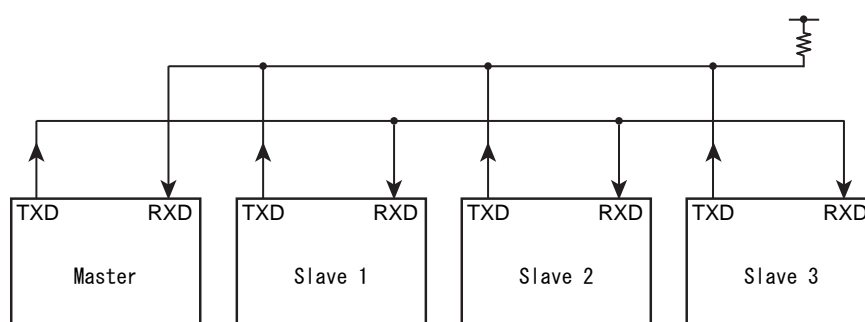 TXD RXD TXD RXD TXD RXD TXD RXD
Master Slave 1 Slave 2 Slave 3